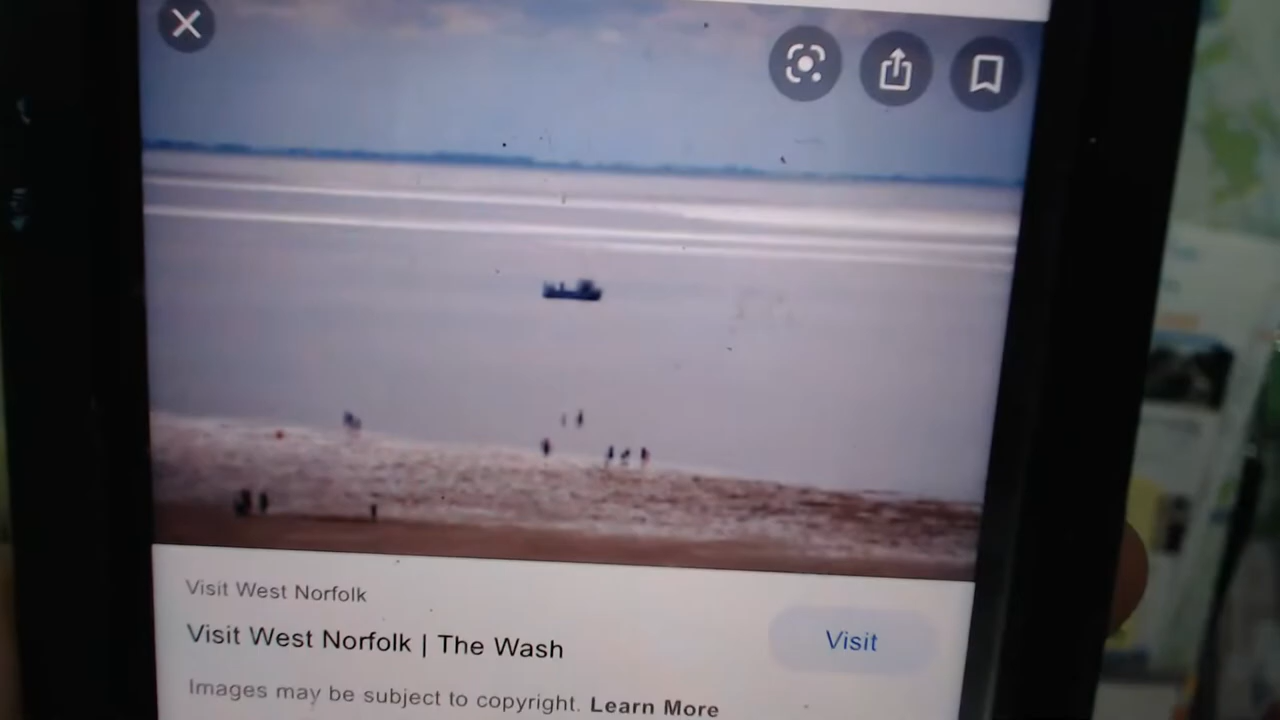 Visit West Norfolk
Visit West Norfolk | The Wash
Visit
Images may be subject to copyright. Learn More